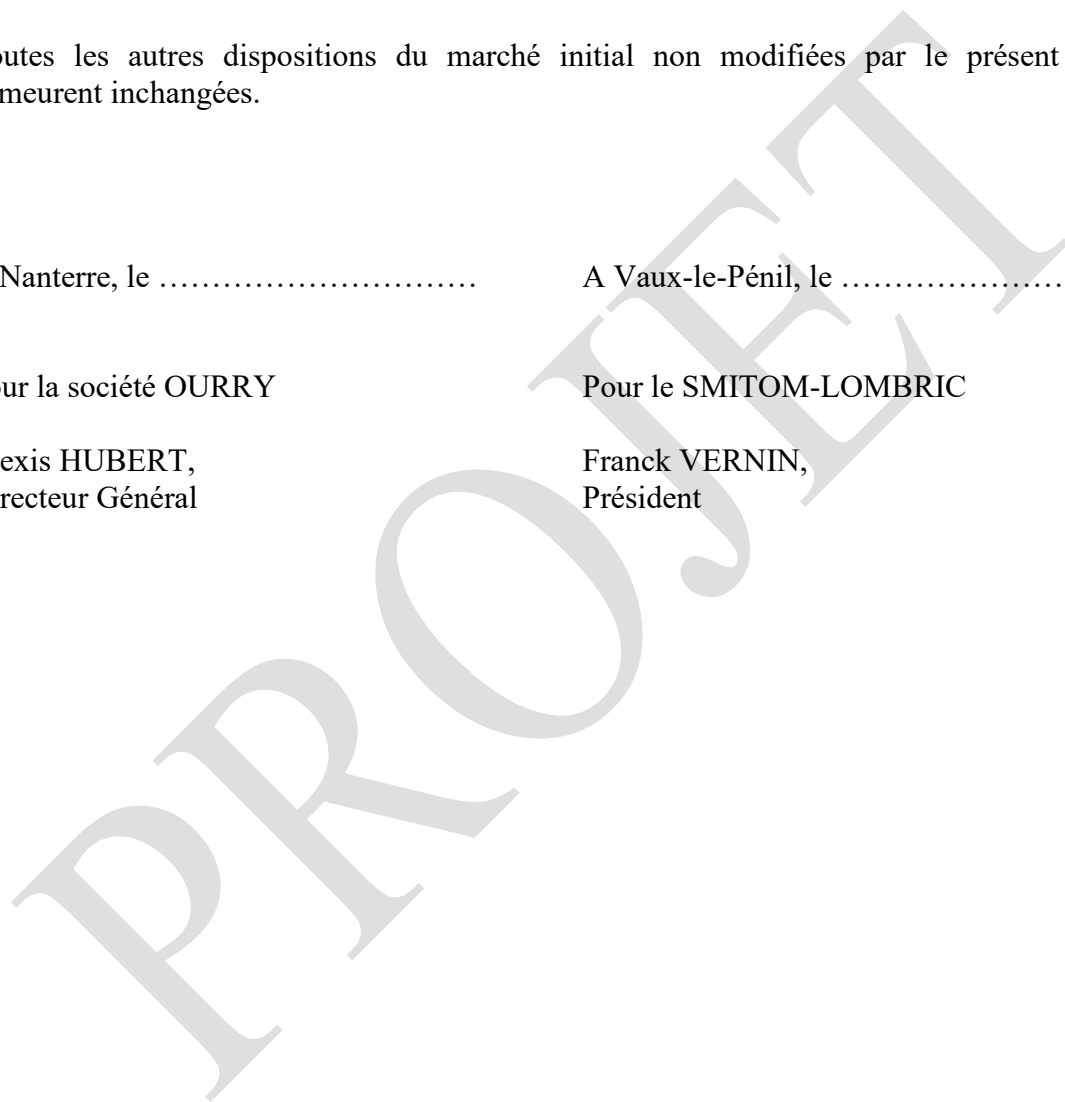 outes les autres dispositions du marché initial non modifiées par le présent
meurent inchangées.
Nanterre, le …………………………
A Vaux-le-Pénil, le …………………
ur la société OURRY
Pour le SMITOM-LOMBRIC
exis HUBERT,
Franck VERNIN,
recteur Général
Président
PROJET